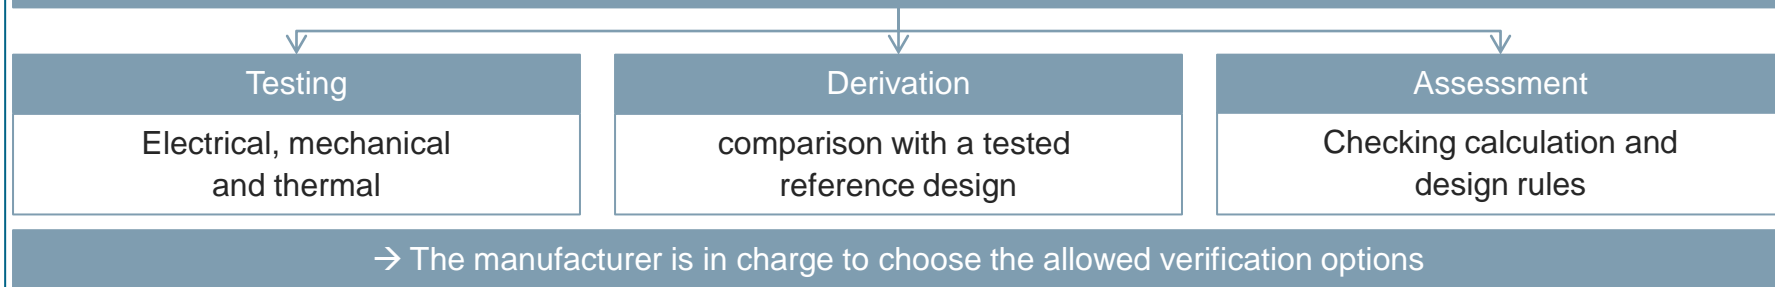 Testing
Electrical, mechanical
and thermal
Derivation
comparison with a tested
reference design
Assessment
Checking calculation and
design rules
→ The manufacturer is in charge to choose the allowed verification options